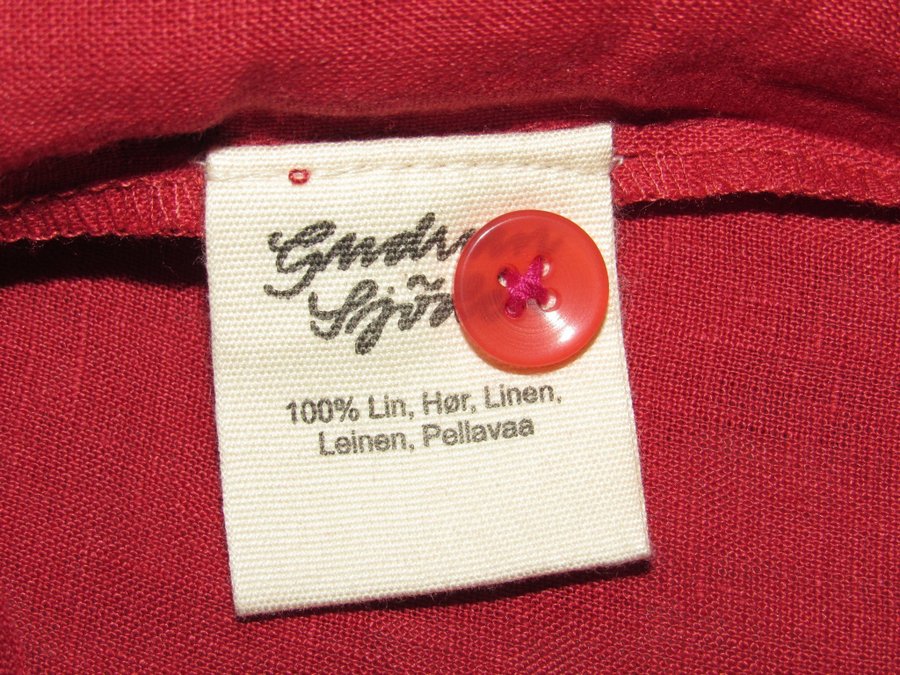 100% Lin, Hør, Linen,
Leinen, Pellavaa